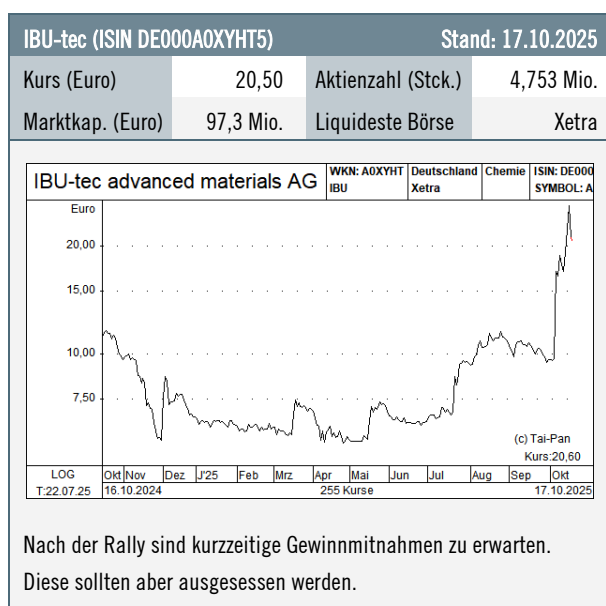 IBU-tec (ISIN DE000A0XYHT5) Stand: 17.10.2025
Kurs (Euro) 20,50 Aktienzahl (Stck.) 4,753 Mio.
Marktkap. (Euro) 97,3 Mio. Liquideste Börse Xetra
IBU-tec advanced materials AG WKN: A0XYHT Deutschland Chemie ISIN: DE000
IBU Xetra SYMBOL: A
Euro
20,00
15,00
10,00
7,50
(c) Tai-Pan
Kurs:20,60
LOG Okt Nov Dez J'25 Feb Mrz Apr Mai Jun Jul Aug Sep Okt
T:22.07.25 16.10.2024 255 Kurse 17.10.2025
Nach der Rally sind kurzzeitige Gewinnmitnahmen zu erwarten.
Diese sollten aber ausgesessen werden.